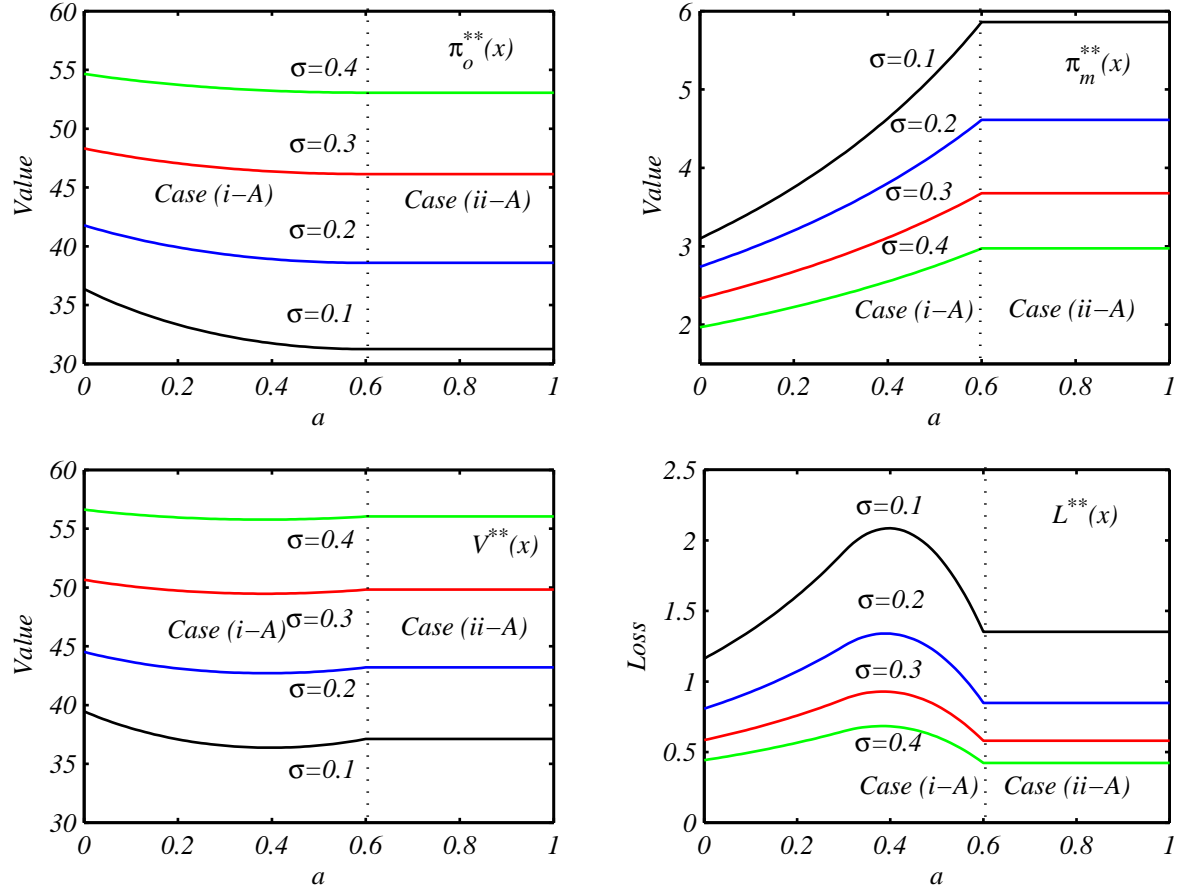 60
55
50
45
40
35
30
Value
0
0.2
0.4
0.6
0.8
1
a
π_o^{**}(x)
σ=0.4
σ=0.3
Case (i−A)
Case (ii−A)
σ=0.2
σ=0.1
6
5
4
3
2
Value
0
0.2
0.4
0.6
0.8
1
a
π_m^{**}(x)
σ=0.1
σ=0.2
σ=0.3
σ=0.4
Case (i−A)
Case (ii−A)
60
55
50
45
40
35
30
Value
0
0.2
0.4
0.6
0.8
1
a
σ=0.4
V^{**}(x)
Case (i−A)
σ=0.3
Case (ii−A)
σ=0.2
σ=0.1
2.5
2
1.5
1
0.5
0
Loss
0
0.2
0.4
0.6
0.8
1
a
σ=0.1
L^{**}(x)
σ=0.2
σ=0.3
σ=0.4
Case (i−A)
Case (ii−A)